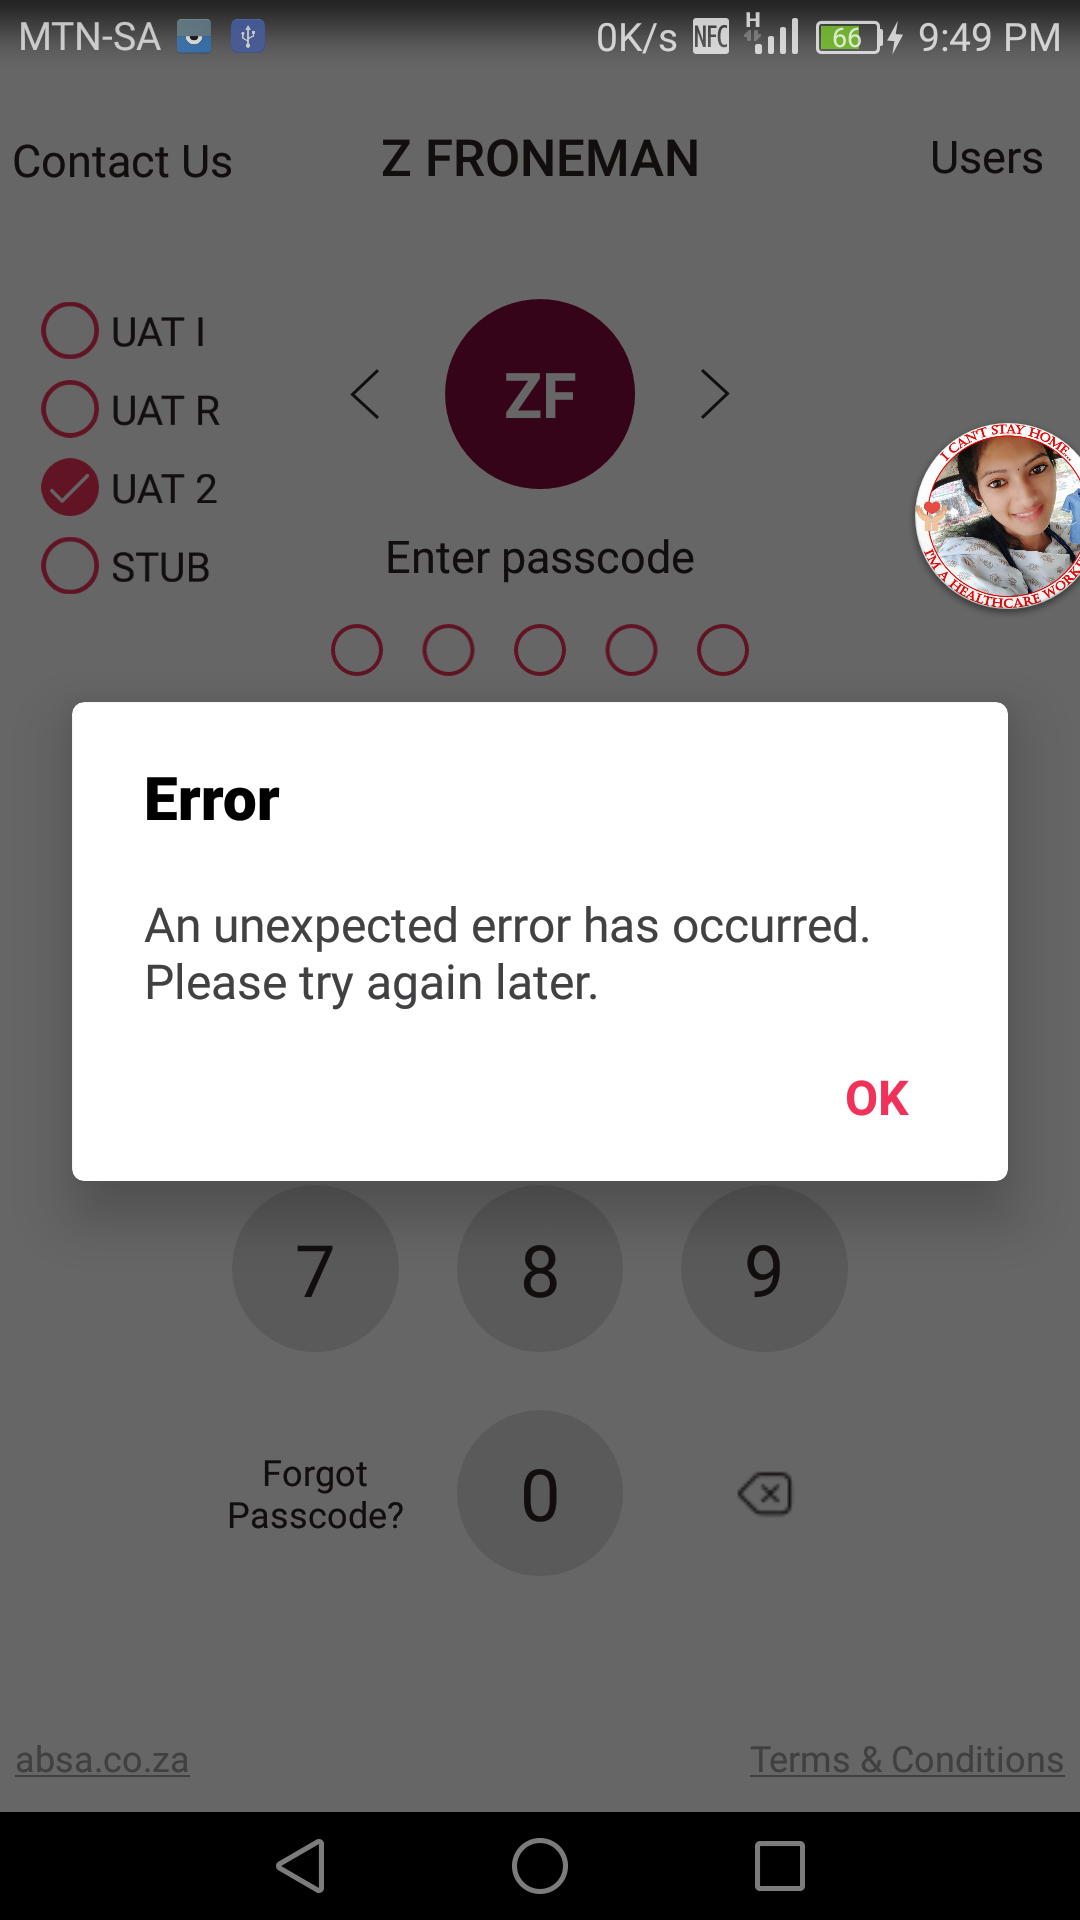 MTN-SA 0K/s NFC H 66 9:49 PM
Contact Us Z FRONEMAN Users
UAT I
UAT R
UAT 2
STUB
ZF
Enter passcode
I CAN'T STAY HOME...
I'M A HEALTHCARE
Error
An unexpected error has occurred.
Please try again later.
OK
7 8 9
Forgot
Passcode?
0
absa.co.za Terms & Conditions